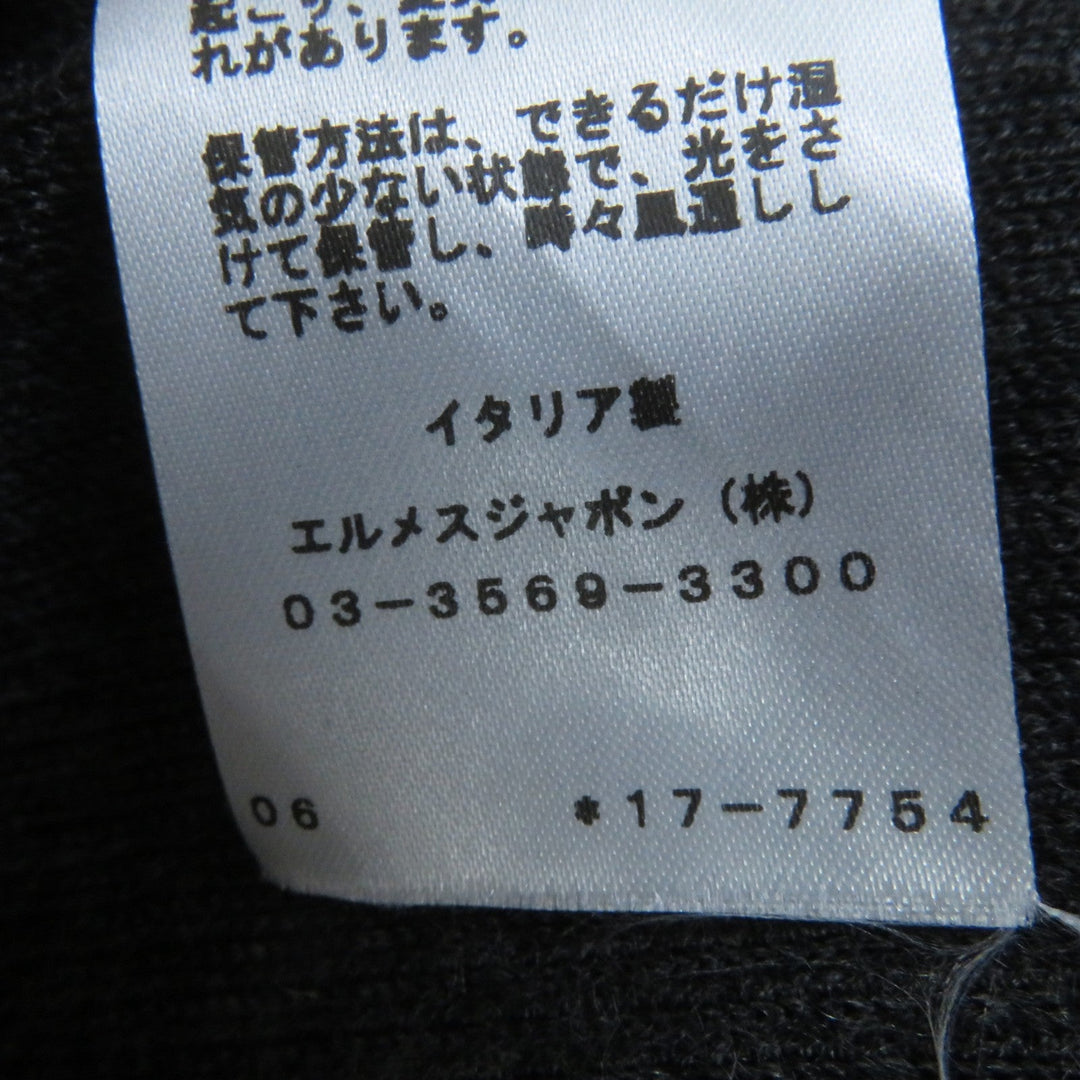 れがあります。
保管方法は、できるだけ湿
気の少ない状態で、光をさ
けて保管し、時々風通しし
て下さい。
イタリア製
エルメスジャポン（株）
03-3569-3300
06 *17-7754